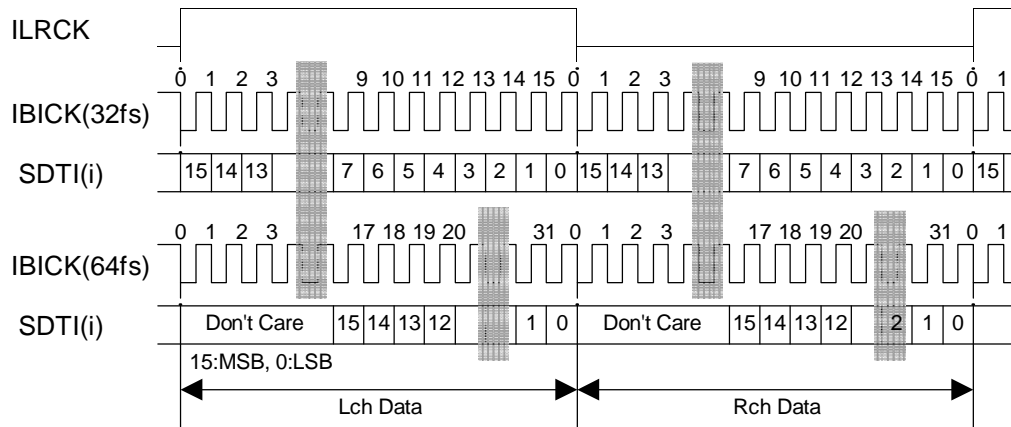 ILRCK
0 1 2 3 9 10 11 12 13 14 15 0 1 2 3 9 10 11 12 13 14 15 0 1
IBICK(32fs)
SDTI(i) 15 14 13 7 6 5 4 3 2 1 0 15 14 13 7 6 5 4 3 2 1 0 15
0 1 2 3 17 18 19 20 31 0 1 2 3 17 18 19 20 31 0 1
IBICK(64fs)
SDTI(i) Don't Care 15 14 13 12 1 0 Don't Care 15 14 13 12 2 1 0
15:MSB, 0:LSB
Lch Data Rch Data